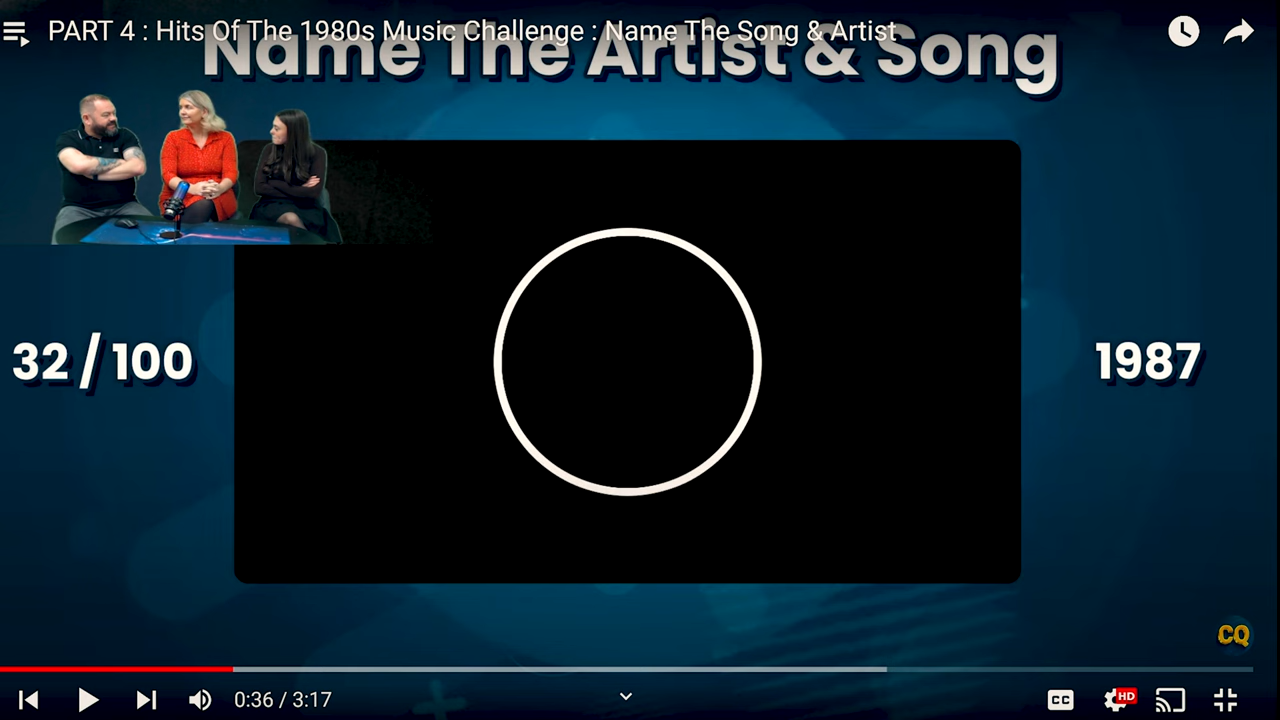 PART 4 : Hits Of The 1980s Music Challenge : Name The Song & Artist
Name The Artist & Song
32 / 100
1987
CQ
0:36 / 3:17
CC
HD